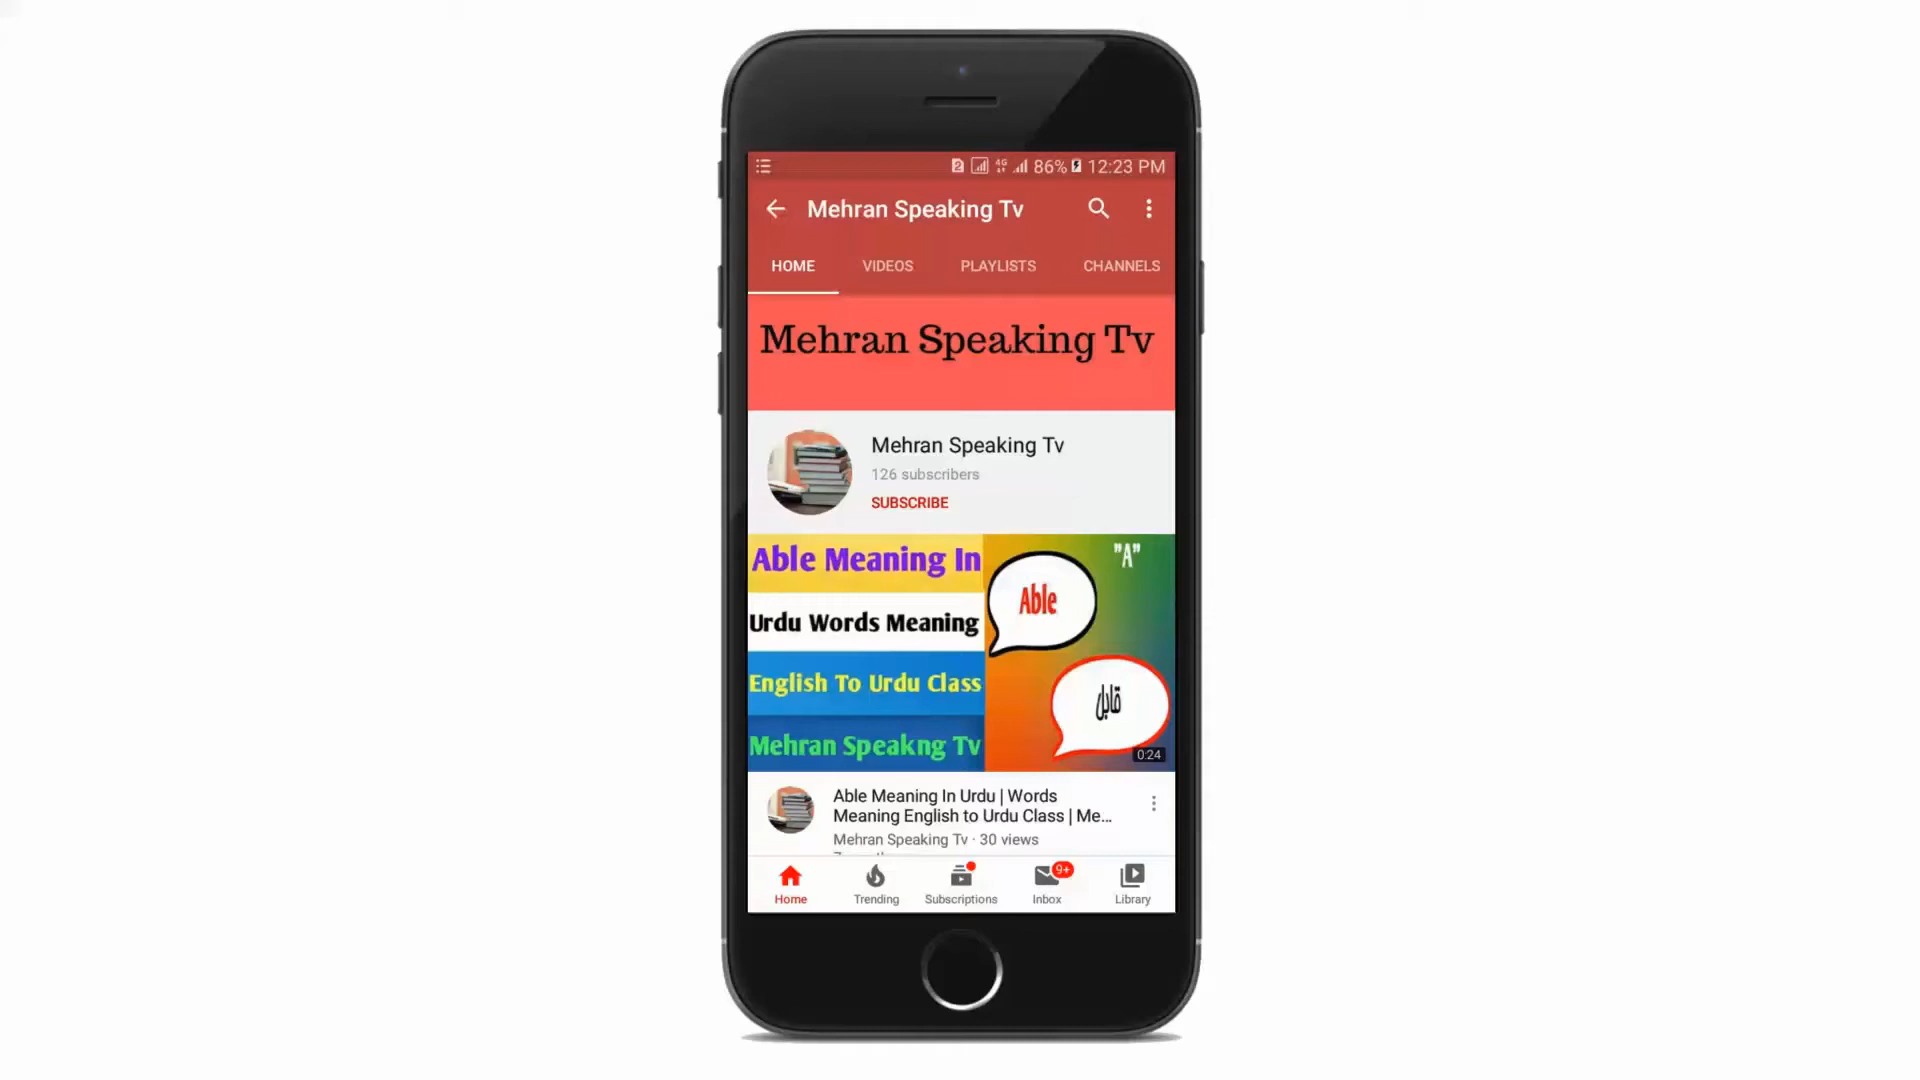 2 4G 86% 12:23 PM
Mehran Speaking Tv
HOME VIDEOS PLAYLISTS CHANNELS
Mehran Speaking Tv
Mehran Speaking Tv
126 subscribers
SUBSCRIBE
Able Meaning In
Urdu Words Meaning
English To Urdu Class
Mehran Speakng Tv
"A"
Able
قابل
0:24
Able Meaning In Urdu | Words
Meaning English to Urdu Class | Me...
Mehran Speaking Tv · 30 views
Home Trending Subscriptions 9+ Inbox Library